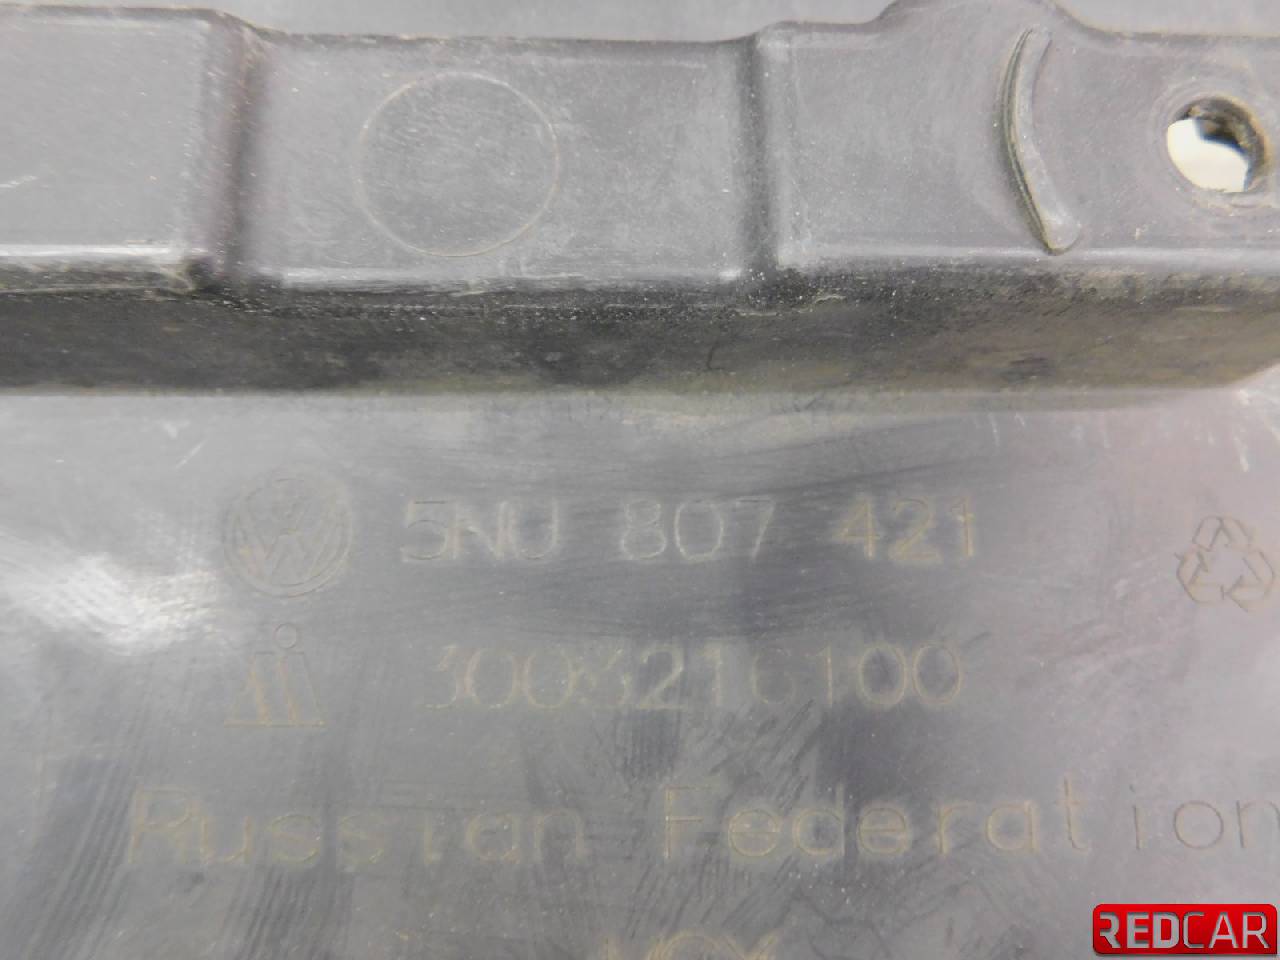 5NU 807 421
3003216100
Russian Federation
REDCAR